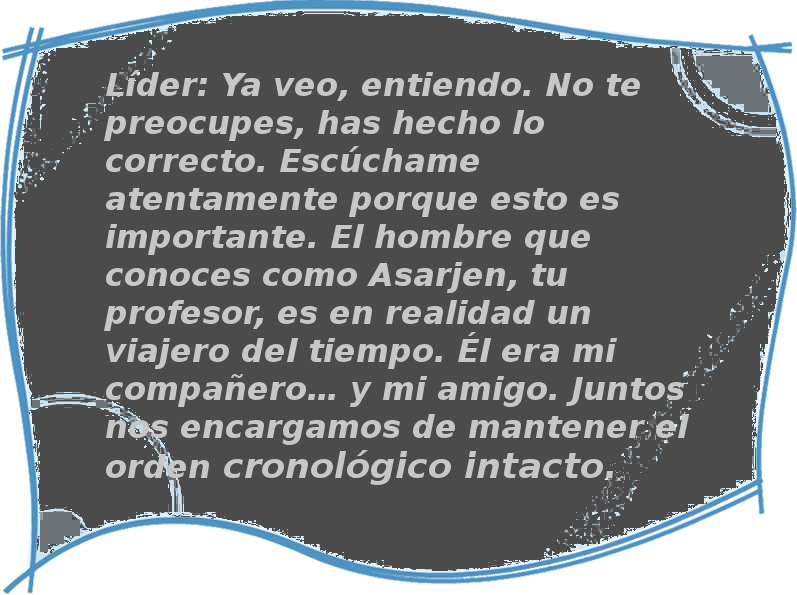 Líder: Ya veo, entiendo. No te
preocupes, has hecho lo
correcto. Escúchame
atentamente porque esto es
importante. El hombre que
conoces como Asarjen, tu
profesor, es en realidad un
viajero del tiempo. Él era mi
compañero… y mi amigo. Juntos
nos encargamos de mantener el
orden cronológico intacto.